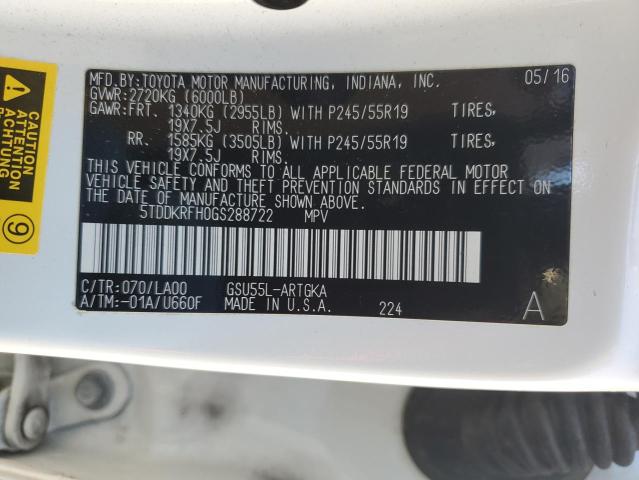 MFD.BY:TOYOTA MOTOR MANUFACTURING, INDIANA, INC. 05/16
GVWR:2720KG (6000LB)
GAWR:FRT. 1340KG (2955LB) WITH P245/55R19 TIRES,
19X7.5J RIMS.
RR. 1585KG (3505LB) WITH P245/55R19 TIRES,
19X7.5J RIMS.
THIS VEHICLE CONFORMS TO ALL APPLICABLE FEDERAL MOTOR
VEHICLE SAFETY AND THEFT PREVENTION STANDARDS IN EFFECT ON
THE DATE OF MANUFACTURE SHOWN ABOVE.
5TDDKRFH0GS288722 MPV
C/TR:070/LA00 GSU55L-ARTGKA
A/TM:-01A/U660F MADE IN U.S.A. 224 A
ATTENTION
ACHTUNG
9